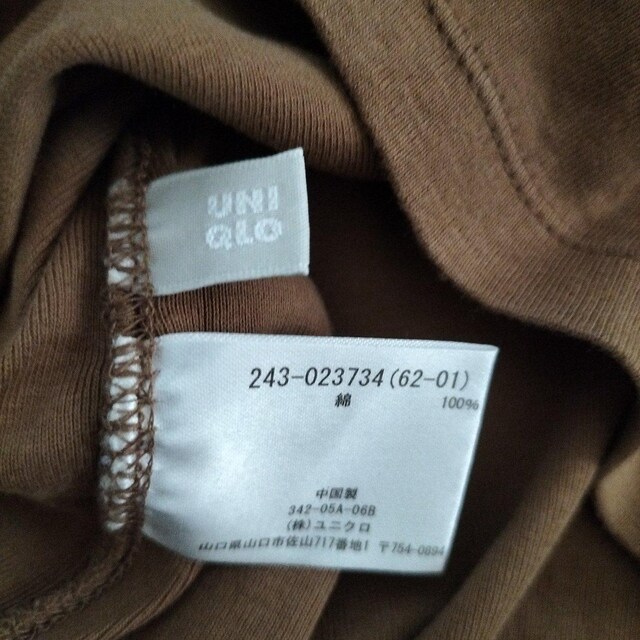 UNI
QLO
243-023734(62-01)
綿 100%
中国製
342-05A-06B
(株)ユニクロ
山口県山口市佐山717番地1 〒754-0894